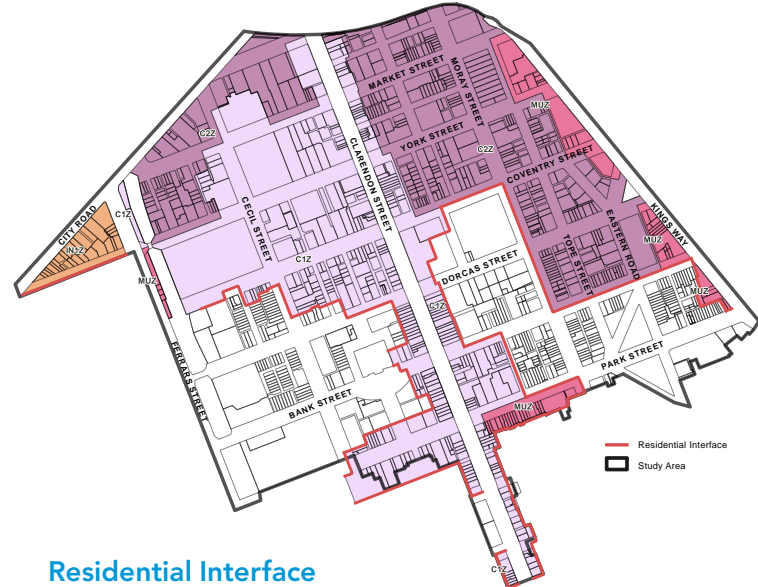 MARKET STREET
MORAY STREET
MUZ
C2Z
YORK STREET
C2Z
CLARENDON STREET
COVENTRY STREET
CECIL STREET
KINGS WAY
C1Z
CITY ROAD
EASTERN ROAD
TOPE STREET
MUZ
IN1Z
DORCAS STREET
C1Z
MUZ
MUZ
C1Z
FERRARS STREET
PARK STREET
BANK STREET
MUZ
Residential Interface
Study Area
C1Z
Residential Interface